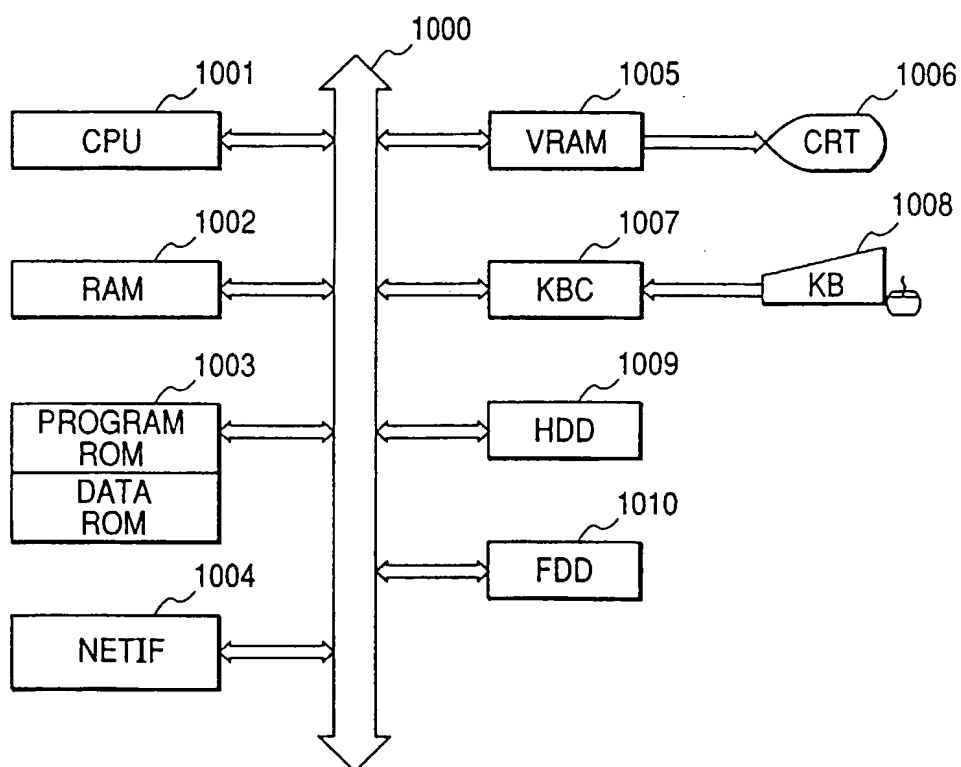 1000
1001
CPU
1005
VRAM
1006
CRT
1002
RAM
1007
KBC
1008
KB
1003
PROGRAM
ROM
DATA
ROM
1009
HDD
1010
FDD
1004
NETIF